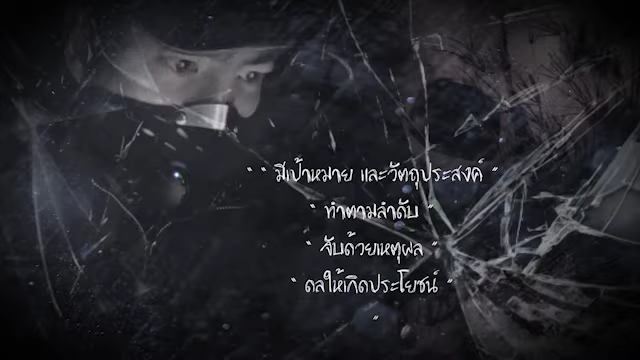 " " มีเป้าหมาย และวัตถุประสงค์ "
" ทำตามลำดับ "
" จับด้วยเหตุผล "
" ดลให้เกิดประโยชน์ "
"